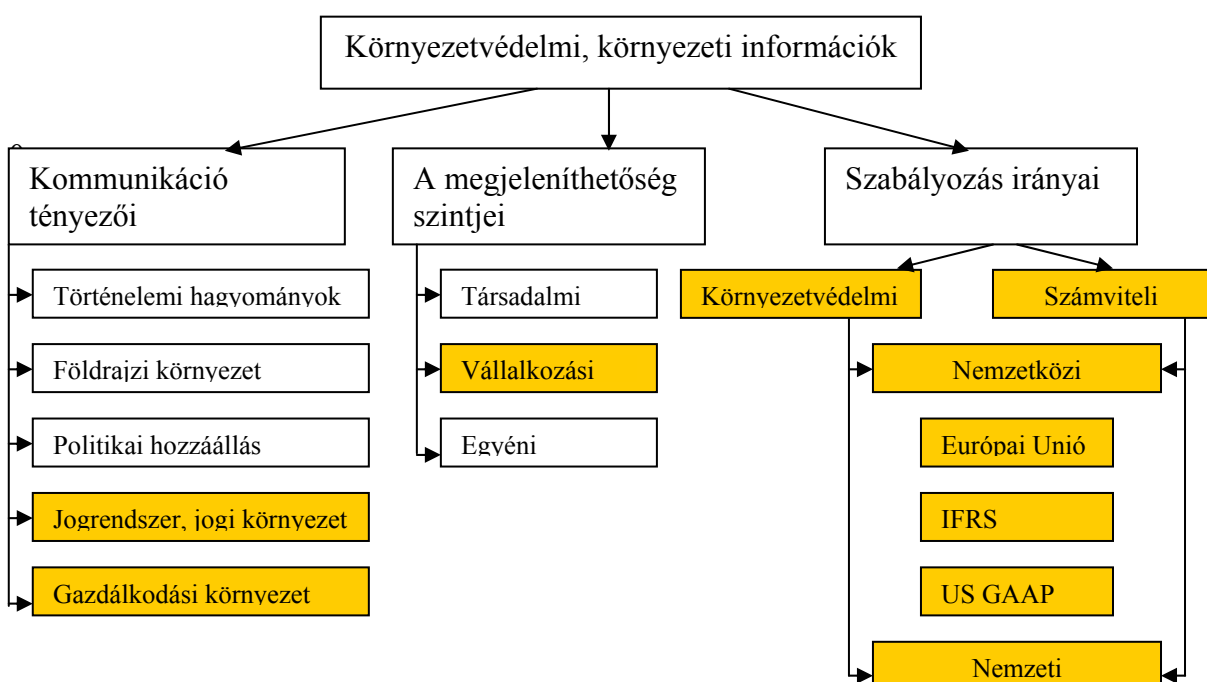 Környezetvédelmi, környezeti információk
Kommunikáció
tényezői
Történelemi hagyományok
Földrajzi környezet
Politikai hozzáállás
Jogrendszer, jogi környezet
Gazdálkodási környezet
A megjeleníthetőség
szintjei
Társadalmi
Vállalkozási
Egyéni
Szabályozás irányai
Környezetvédelmi
Számviteli
Nemzetközi
Európai Unió
IFRS
US GAAP
Nemzeti